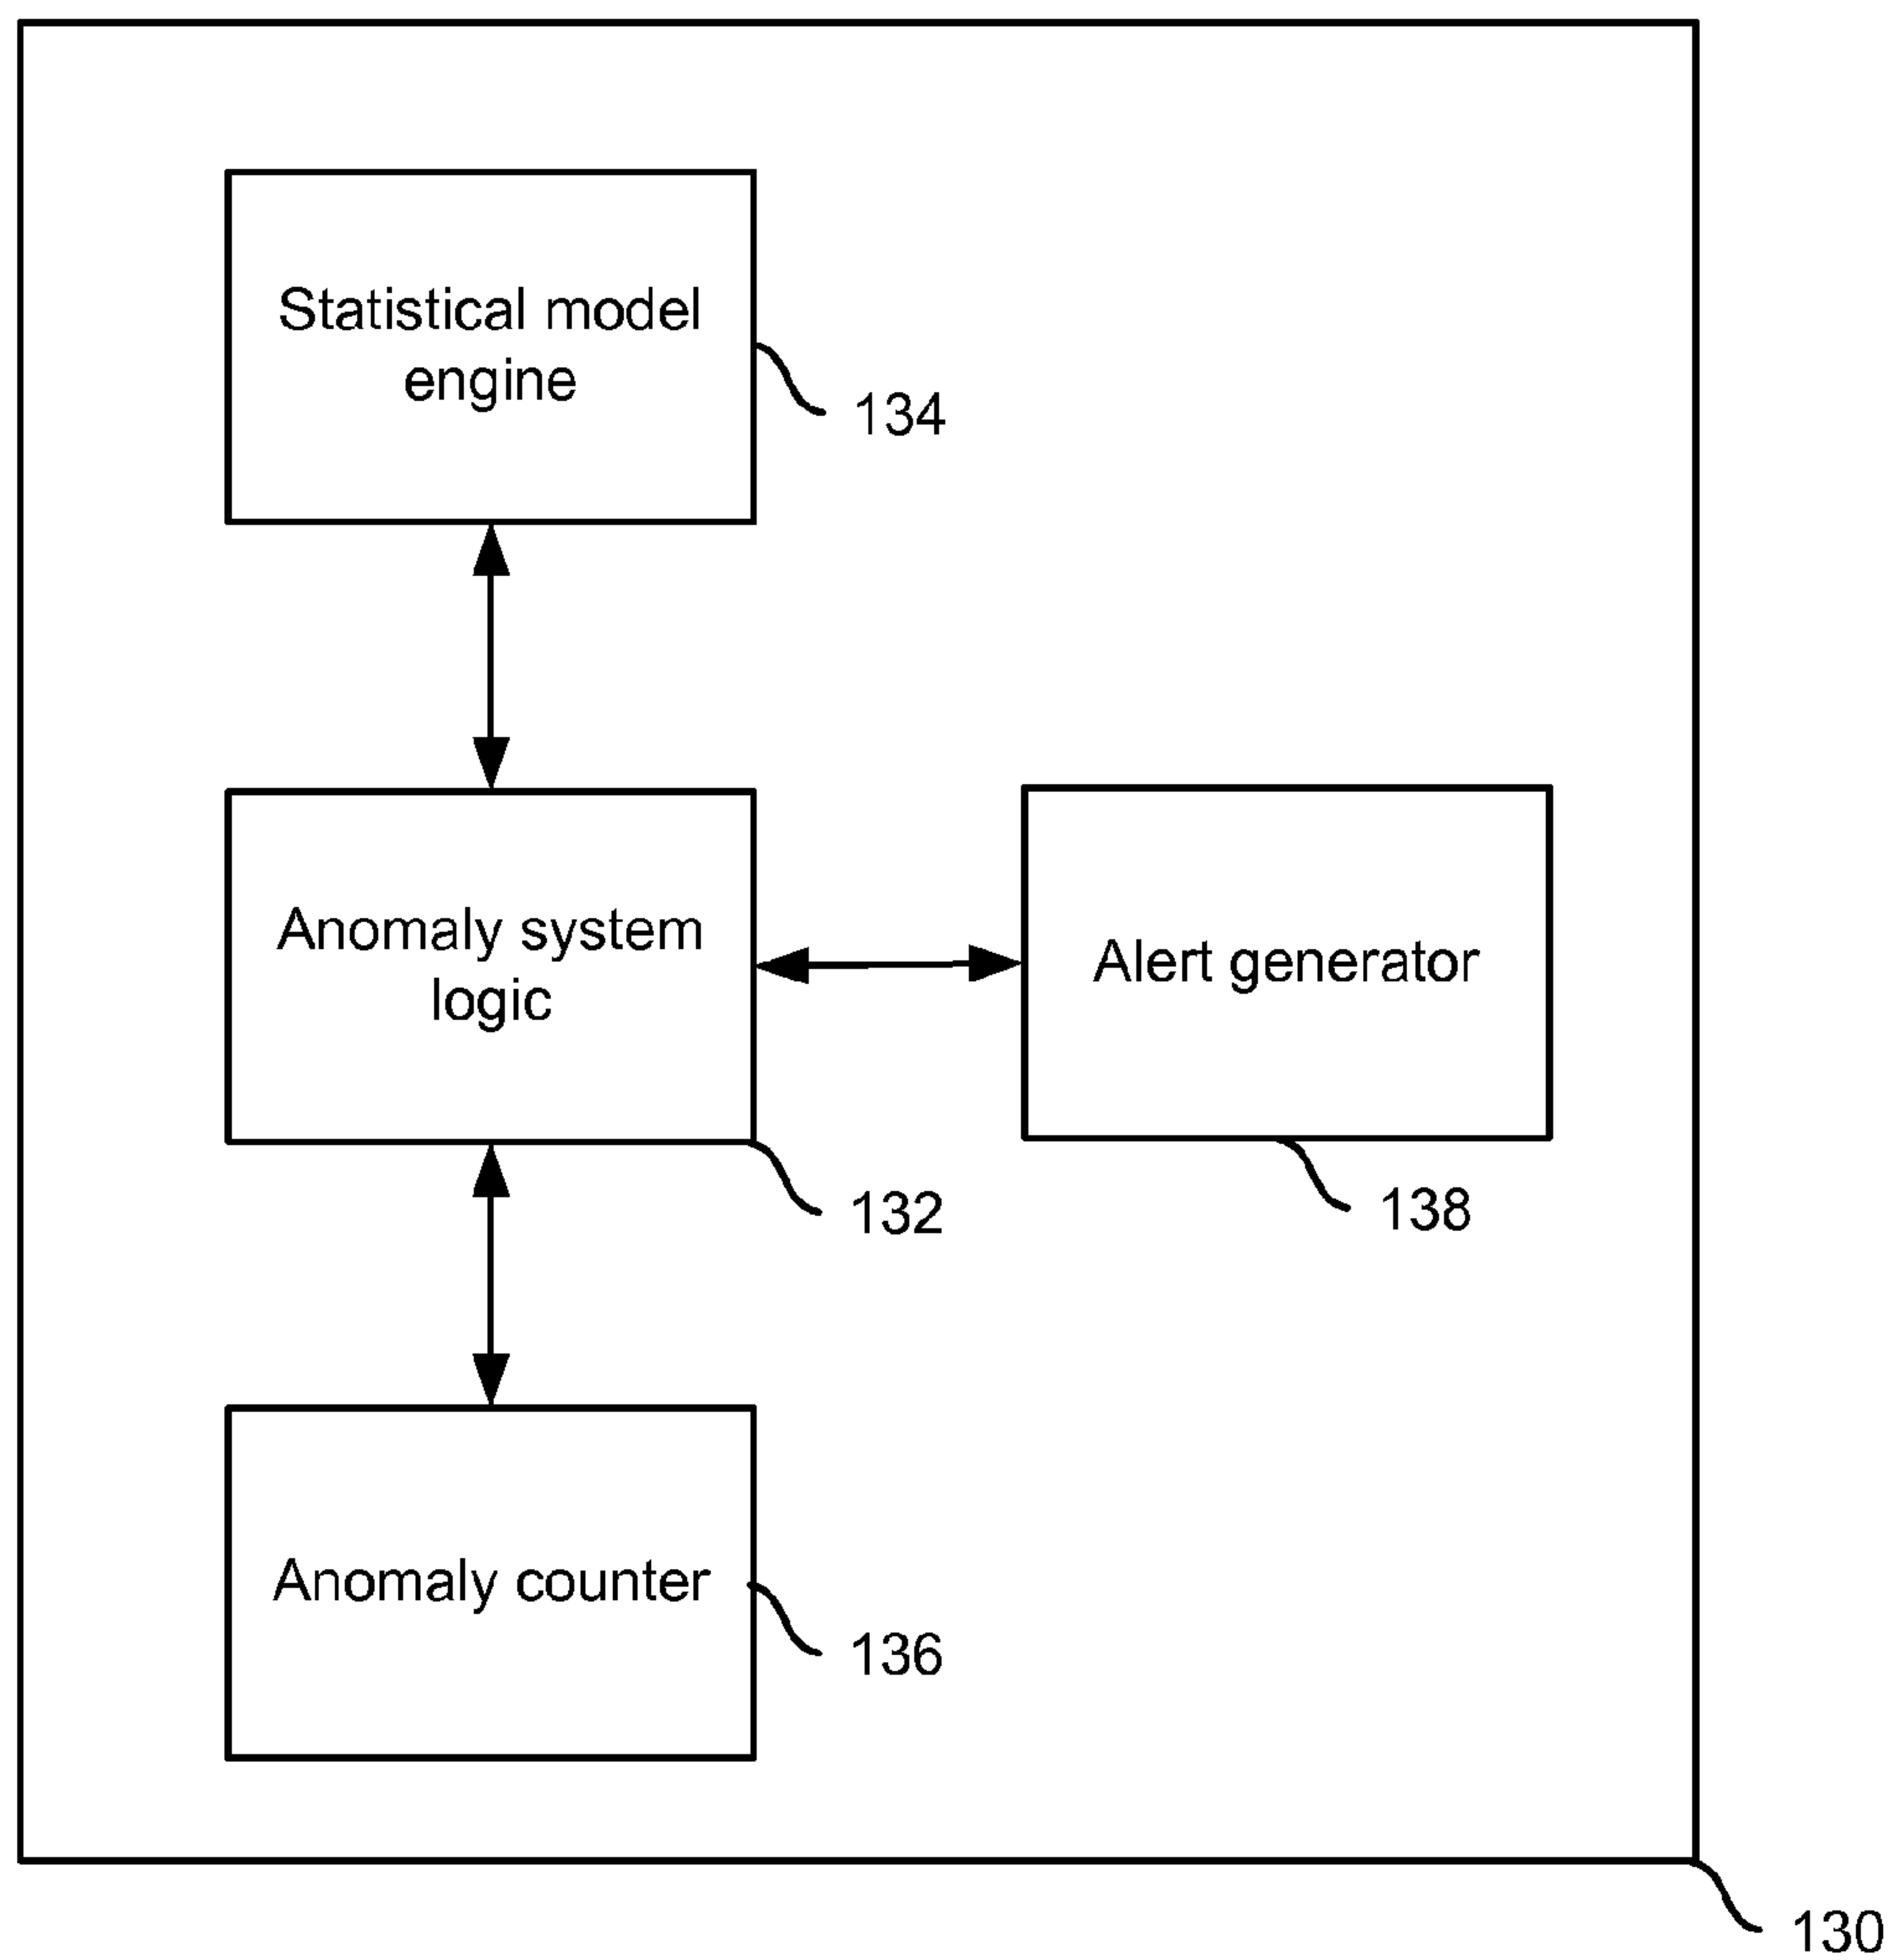 Statistical model
engine
134
Anomaly system
logic
Alert generator
132
138
Anomaly counter
136
130